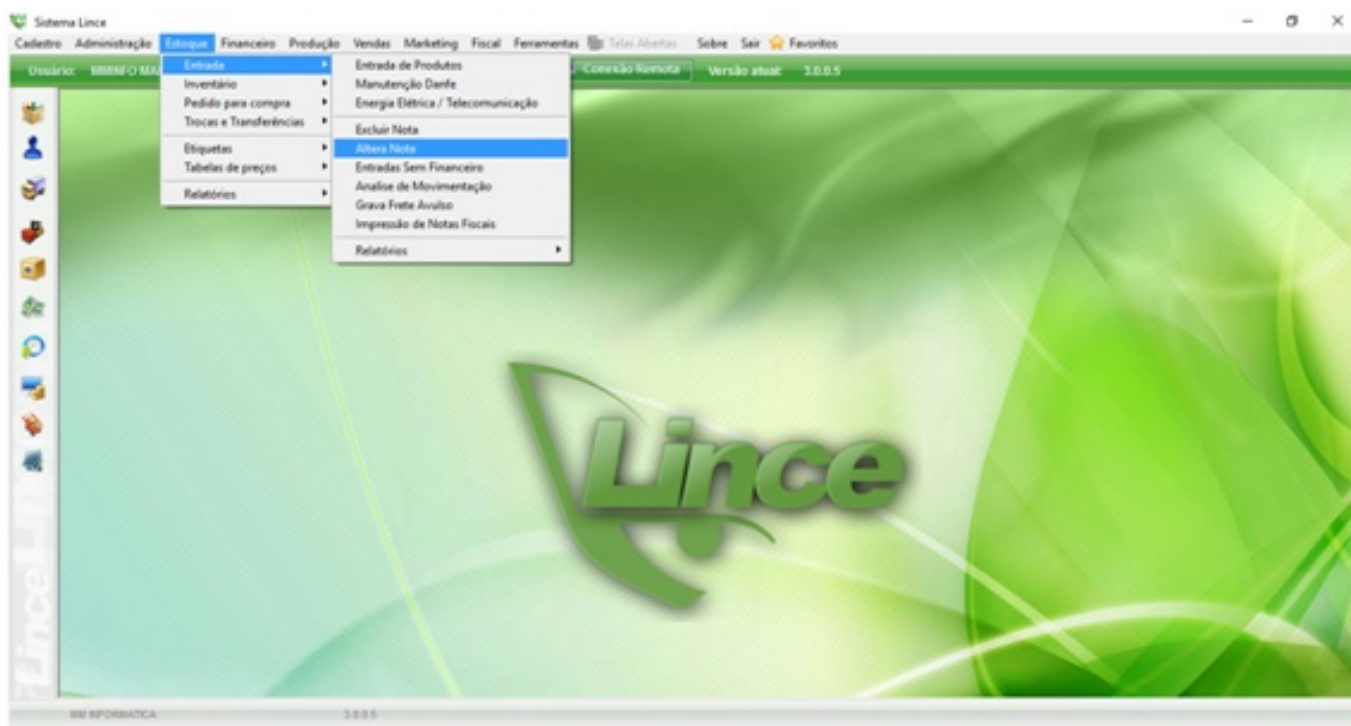 Sistema Lince
Cadastro Administração Estoque Financeiro Produção Vendas Marketing Fiscal Ferramentas Telas Abertas Sobre Sair Favoritos
Usuário: MMINFO Conexão Remota Versão atual: 3.0.0.5
Entrada
Inventário
Pedido para compra
Trocas e Transferências
Etiquetas
Tabelas de preços
Relatórios
Entrada de Produtos
Manutenção Danfe
Energia Elétrica / Telecomunicação
Excluir Nota
Altera Nota
Entradas Sem Financeiro
Analise de Movimentação
Grava Frete Avulso
Impressão de Notas Fiscais
Relatórios
Lince
Lince
MM INFORMATICA 3.0.0.5